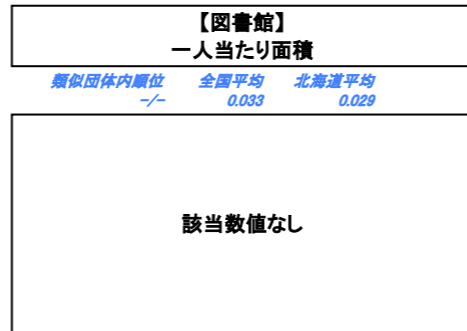 【図書館】
一人当たり面積
類似団体内順位 全国平均 北海道平均
-/- 0.033 0.029
該当数値なし